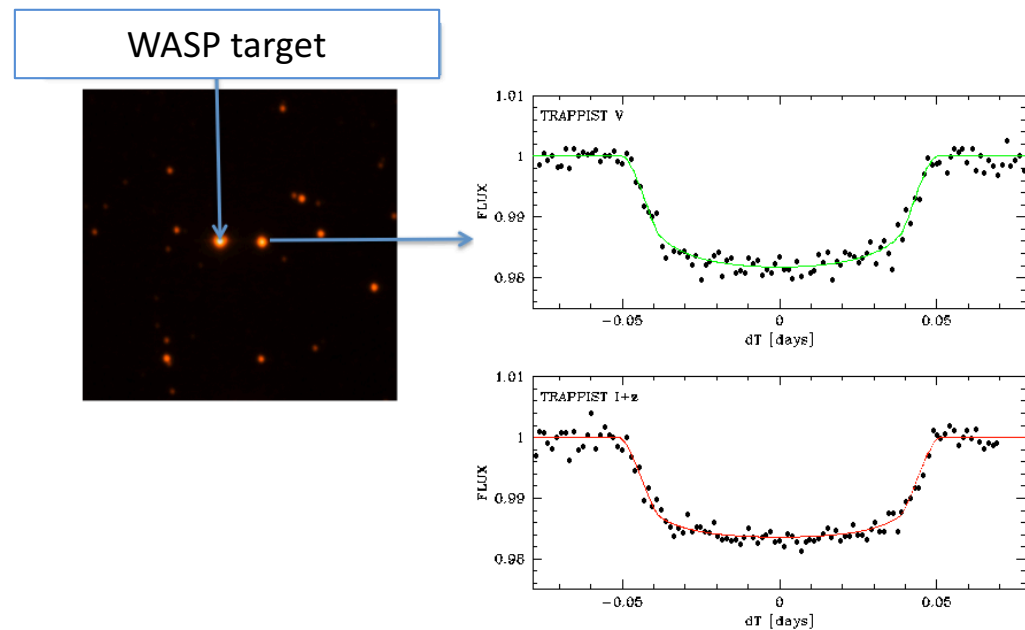 WASP target
1.01
TRAPPIST V
1
0.99
0.98
FLUX
−0.05 0 0.05
dT [days]
1.01
TRAPPIST I+z
1
0.99
0.98
FLUX
−0.05 0 0.05
dT [days]